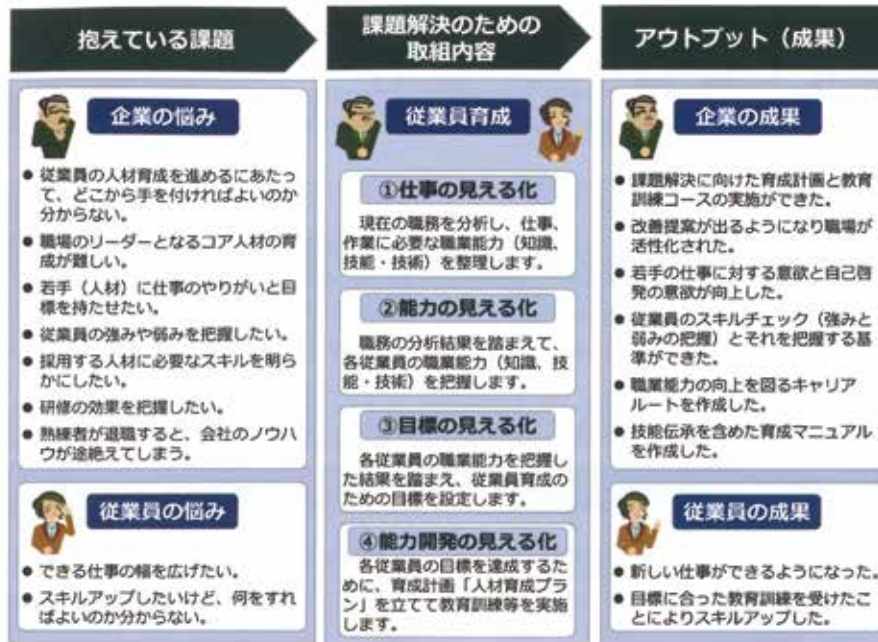 抱えている課題
企業の悩み
● 従業員の人材育成を進めるにあたっ
て、どこから手を付ければよいのか
分からない。
● 職場のリーダーとなるコア人材の育
成が難しい。
● 若手（人材）に仕事のやりがいと目
標を持たせたい。
● 従業員の強みや弱みを把握したい。
● 採用する人材に必要なスキルを明ら
かにしたい。
● 研修の効果を把握したい。
● 熟練者が退職すると、会社のノウハ
ウが途絶えてしまう。
従業員の悩み
● できる仕事の幅を広げたい。
● スキルアップしたいけど、何をすれ
ばよいのか分からない。
課題解決のための
取組内容
従業員育成
①仕事の見える化
現在の職務を分析し、仕事、
作業に必要な職業能力（知識、
技能・技術）を整理します。
②能力の見える化
職務の分析結果を踏まえて、
各従業員の職業能力（知識、技
能・技術）を把握します。
③目標の見える化
各従業員の職業能力を把握し
た結果を踏まえ、従業員育成の
ための目標を設定します。
④能力開発の見える化
各従業員の目標を達成するた
めに、育成計画「人材育成プラ
ン」を立てて教育訓練等を実施
します。
アウトプット（成果）
企業の成果
● 課題解決に向けた育成計画と教育
訓練コースの実施ができた。
● 改善提案が出るようになり職場が
活性化された。
● 若手の仕事に対する意欲と自己啓
発の意欲が向上した。
● 従業員のスキルチェック（強みと
弱みの把握）とそれを把握する基
準ができた。
● 職業能力の向上を図るキャリア
ルートを作成した。
● 技能伝承を含めた育成マニュアル
を作成した。
従業員の成果
● 新しい仕事ができるようになった。
● 目標に合った教育訓練を受けたこ
とによりスキルアップした。